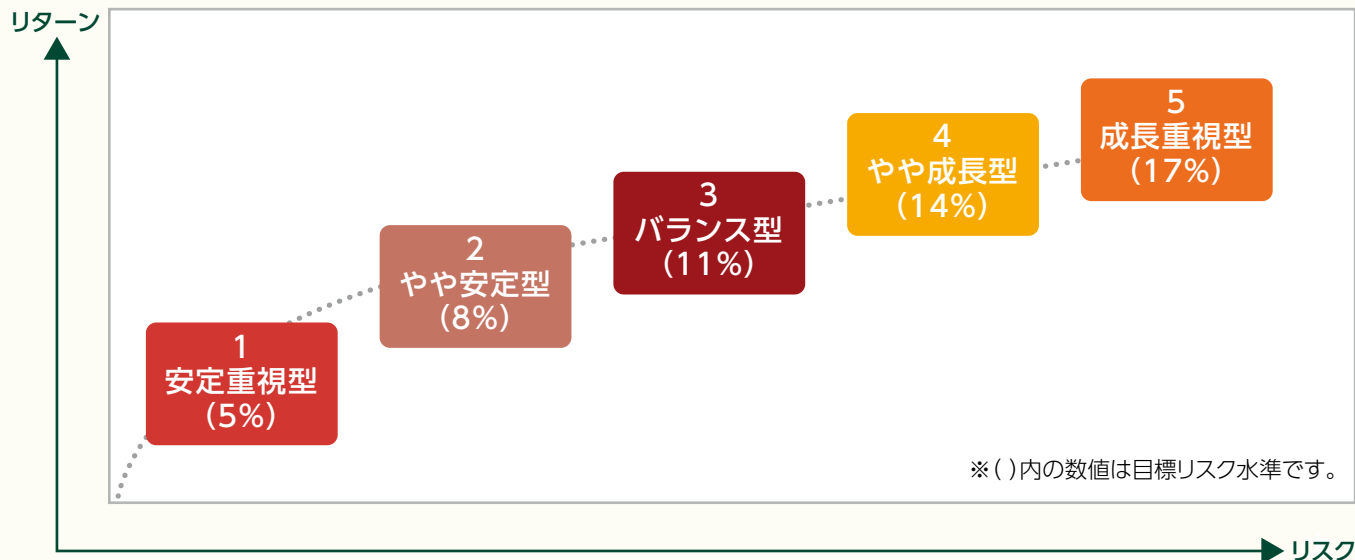 リターン
5
成長重視型
(17%)
4
やや成長型
(14%)
3
バランス型
(11%)
2
やや安定型
(8%)
1
安定重視型
(5%)
※( )内の数値は目標リスク水準です。
リスク